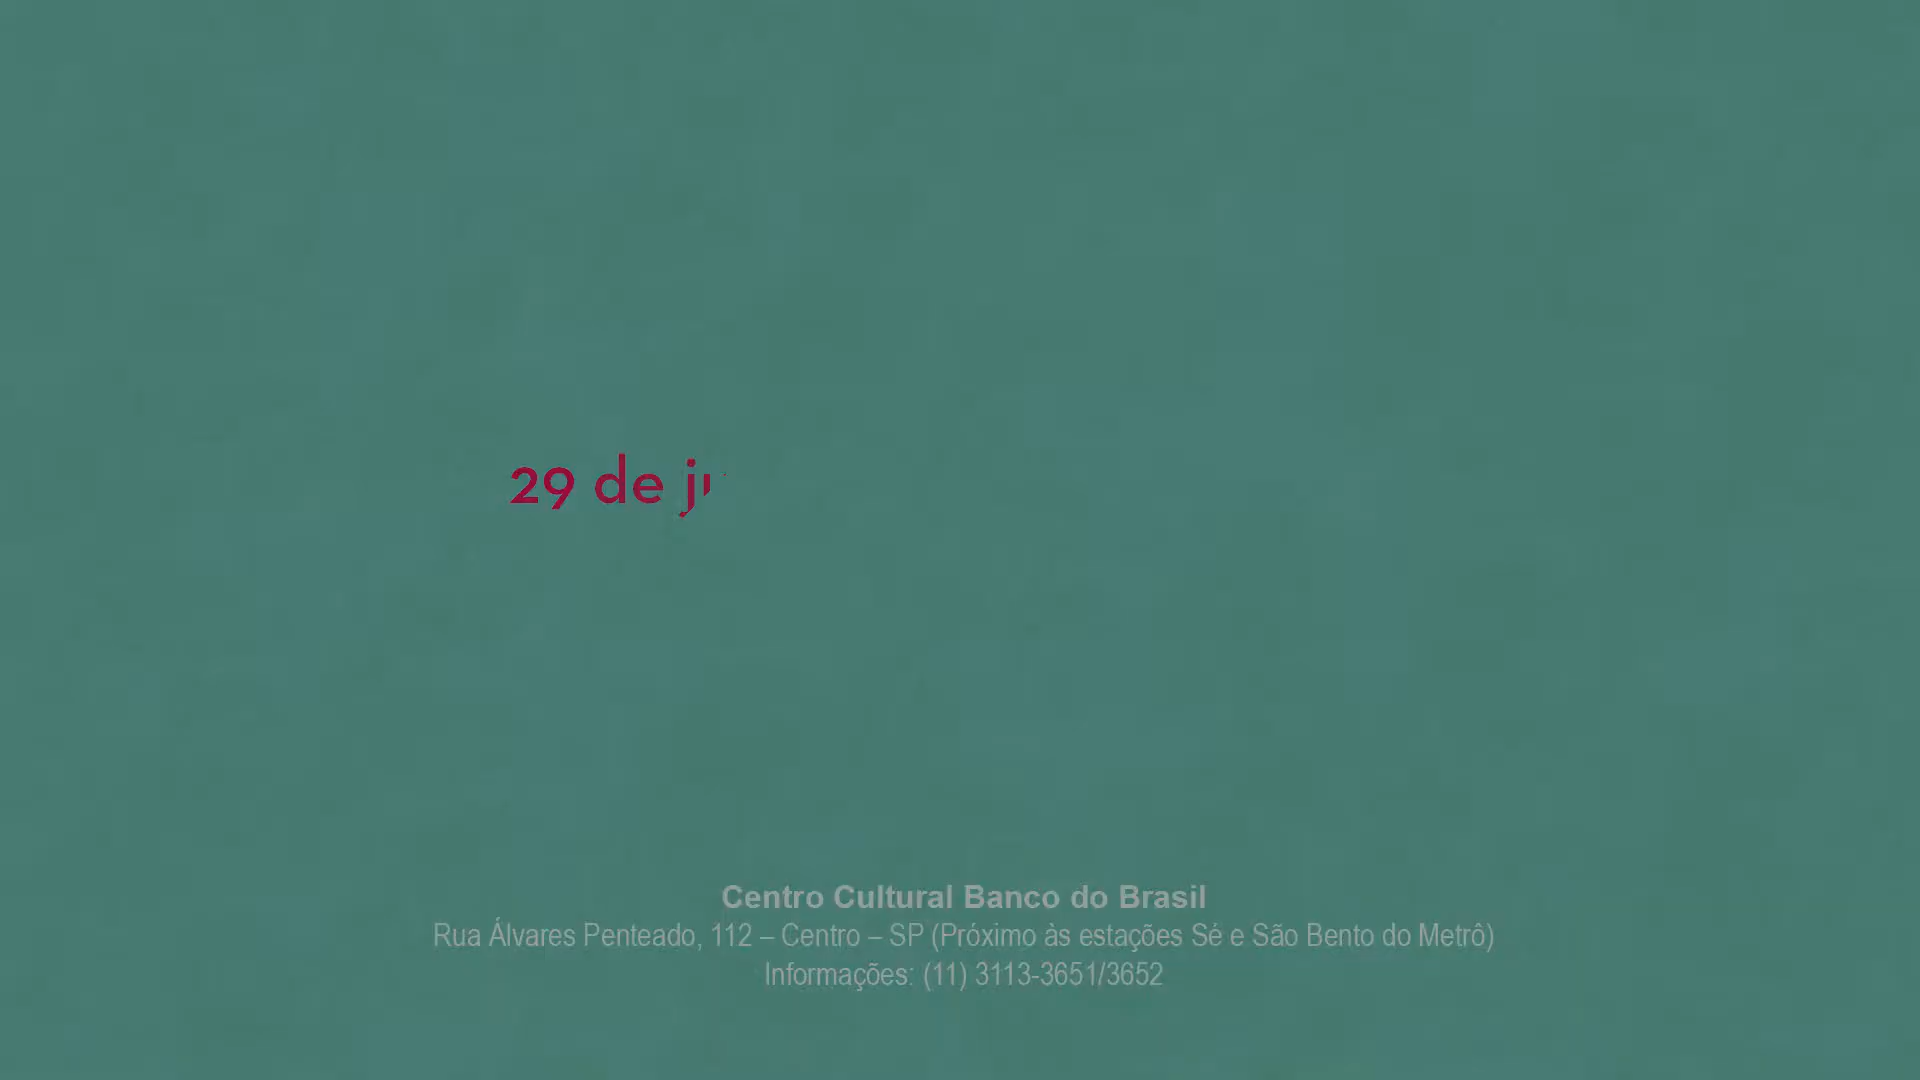 29 de
Centro Cultural Banco do Brasil
Rua Álvares Penteado, 112 – Centro – SP (Próximo às estações Sé e São Bento do Metrô)
Informações: (11) 3113-3651/3652